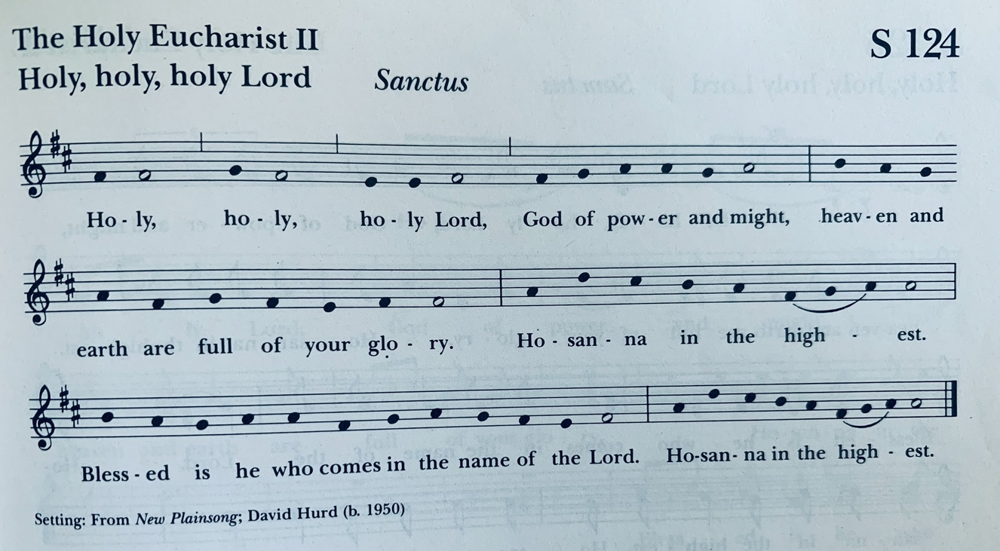 The Holy Eucharist II
S 124
Holy, holy, holy Lord Sanctus
Ho - ly, ho - ly, ho - ly Lord, God of pow - er and might, heav - en and
earth are full of your glo - ry. Ho - san - na in the high - est.
Bless - ed is he who comes in the name of the Lord. Ho - san - na in the high - est.
Setting: From New Plainsong; David Hurd (b. 1950)